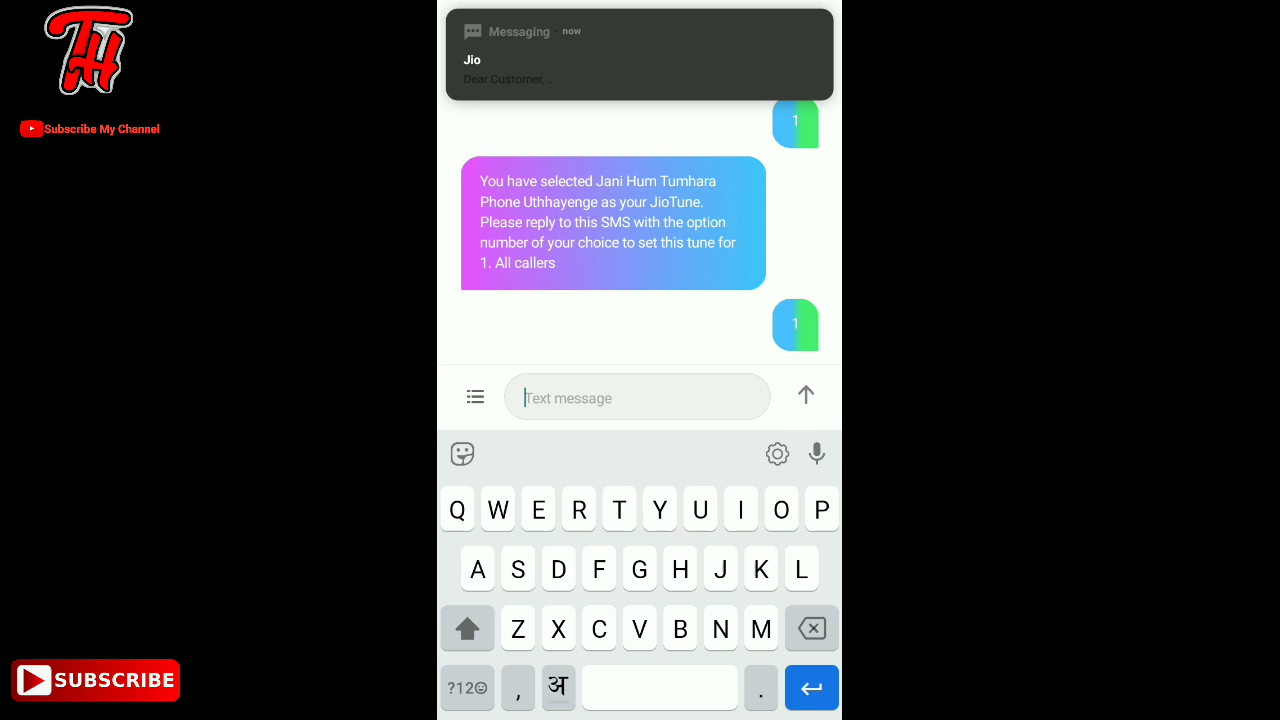 TH
Subscribe My Channel
Messaging · now
Jio
Dear Customer, ..
1
You have selected Jani Hum Tumhara
Phone Uthhayenge as your JioTune.
Please reply to this SMS with the option
number of your choice to set this tune for
1. All callers
1
Text message
Q W E R T Y U I O P
A S D F G H J K L
Z X C V B N M
?12☺ , अ .
SUBSCRIBE